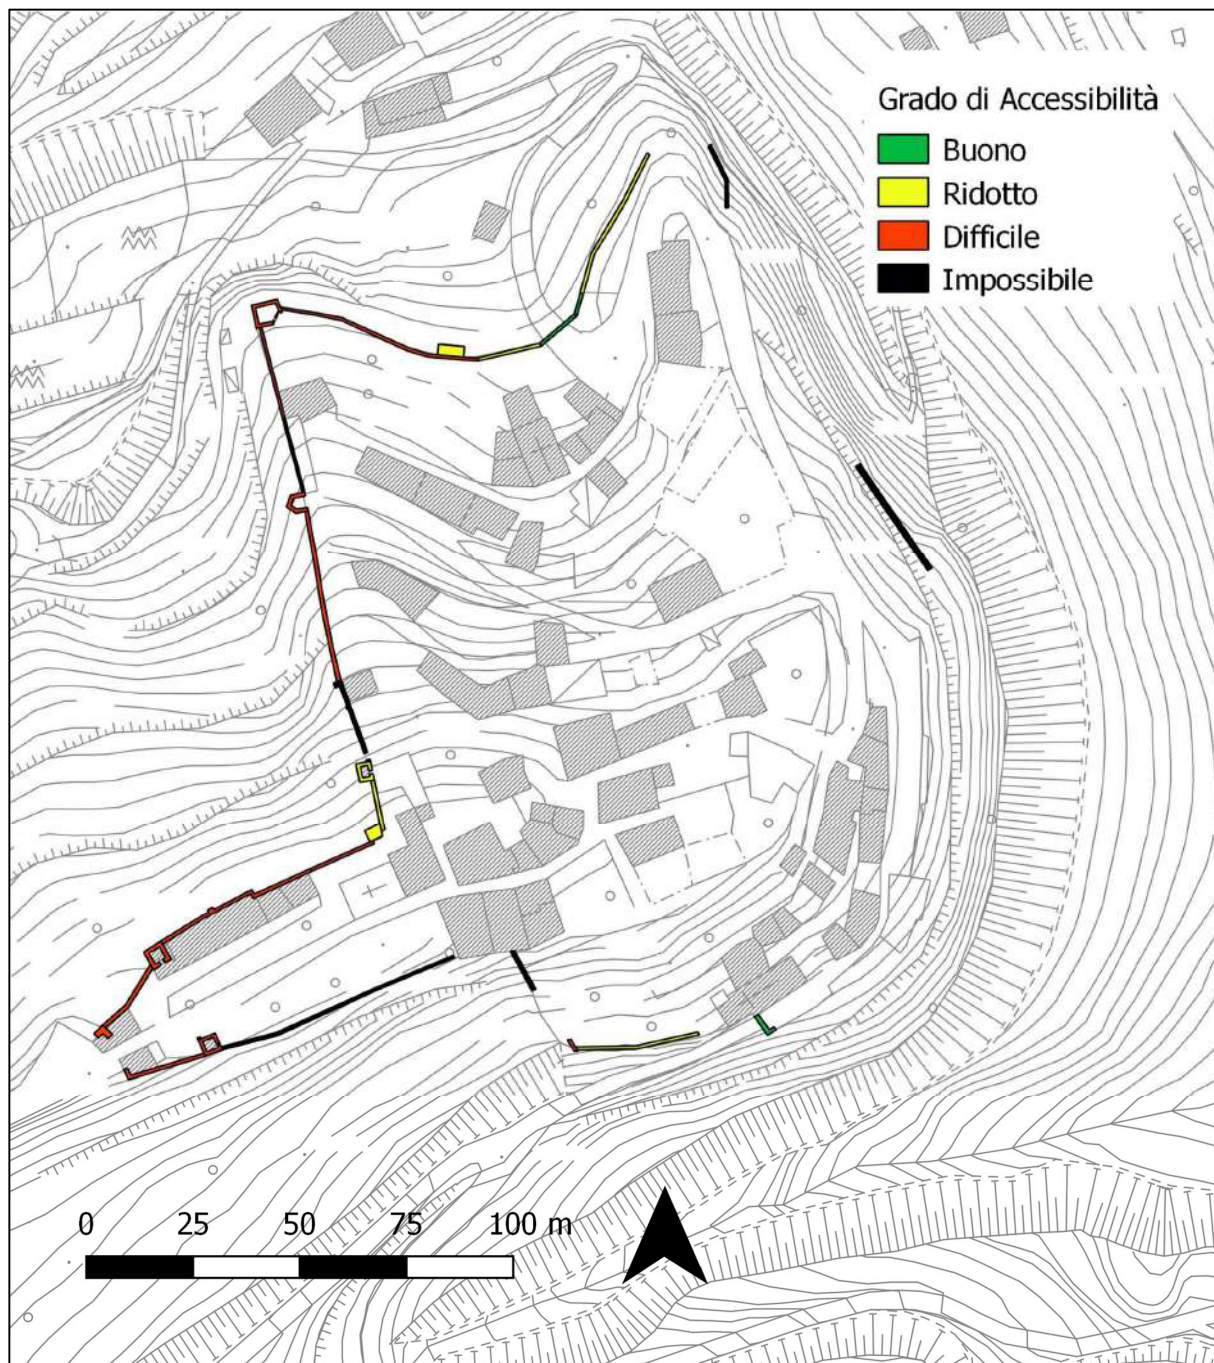 Grado di Accessibilità
Buono
Ridotto
Difficile
Impossibile
0 25 50 75 100 m